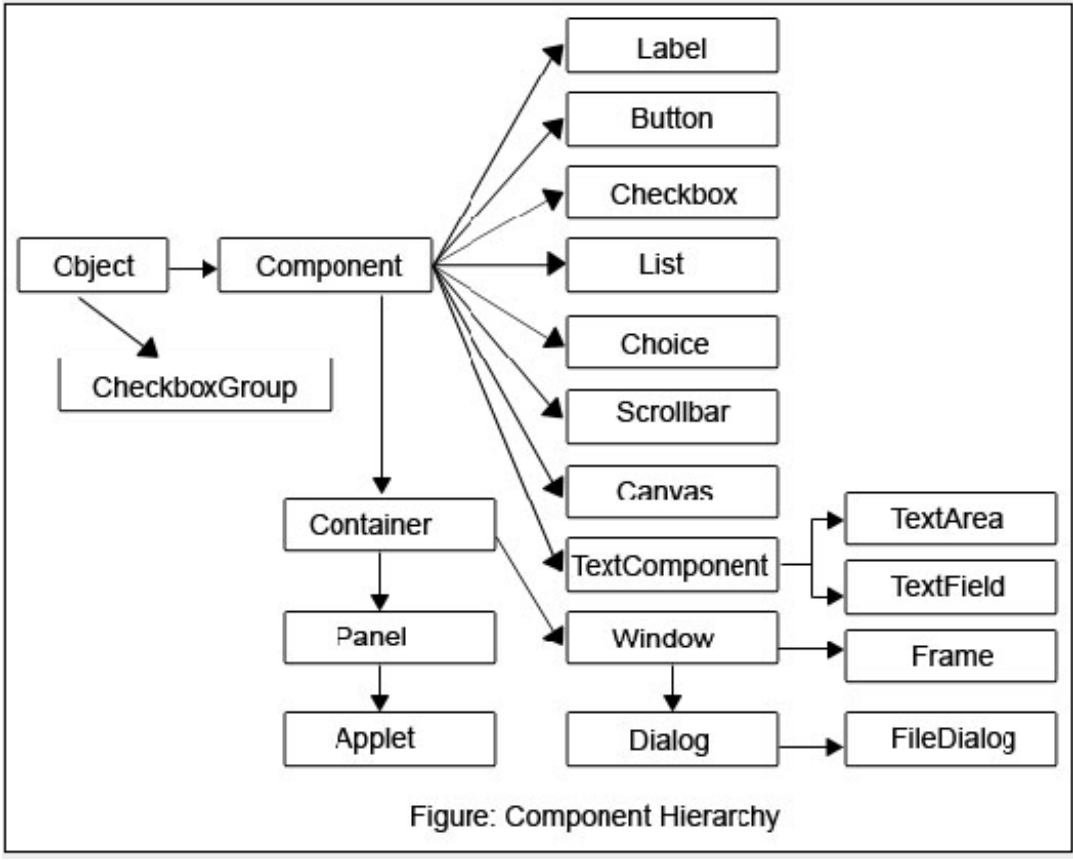 Label
Button
Checkbox
Object
Component
List
Choice
CheckboxGroup
Scrollbar
Canvas
Container
TextArea
TextComponent
TextField
Panel
Window
Frame
Applet
Dialog
FileDialog
Figure: Component Hierarchy